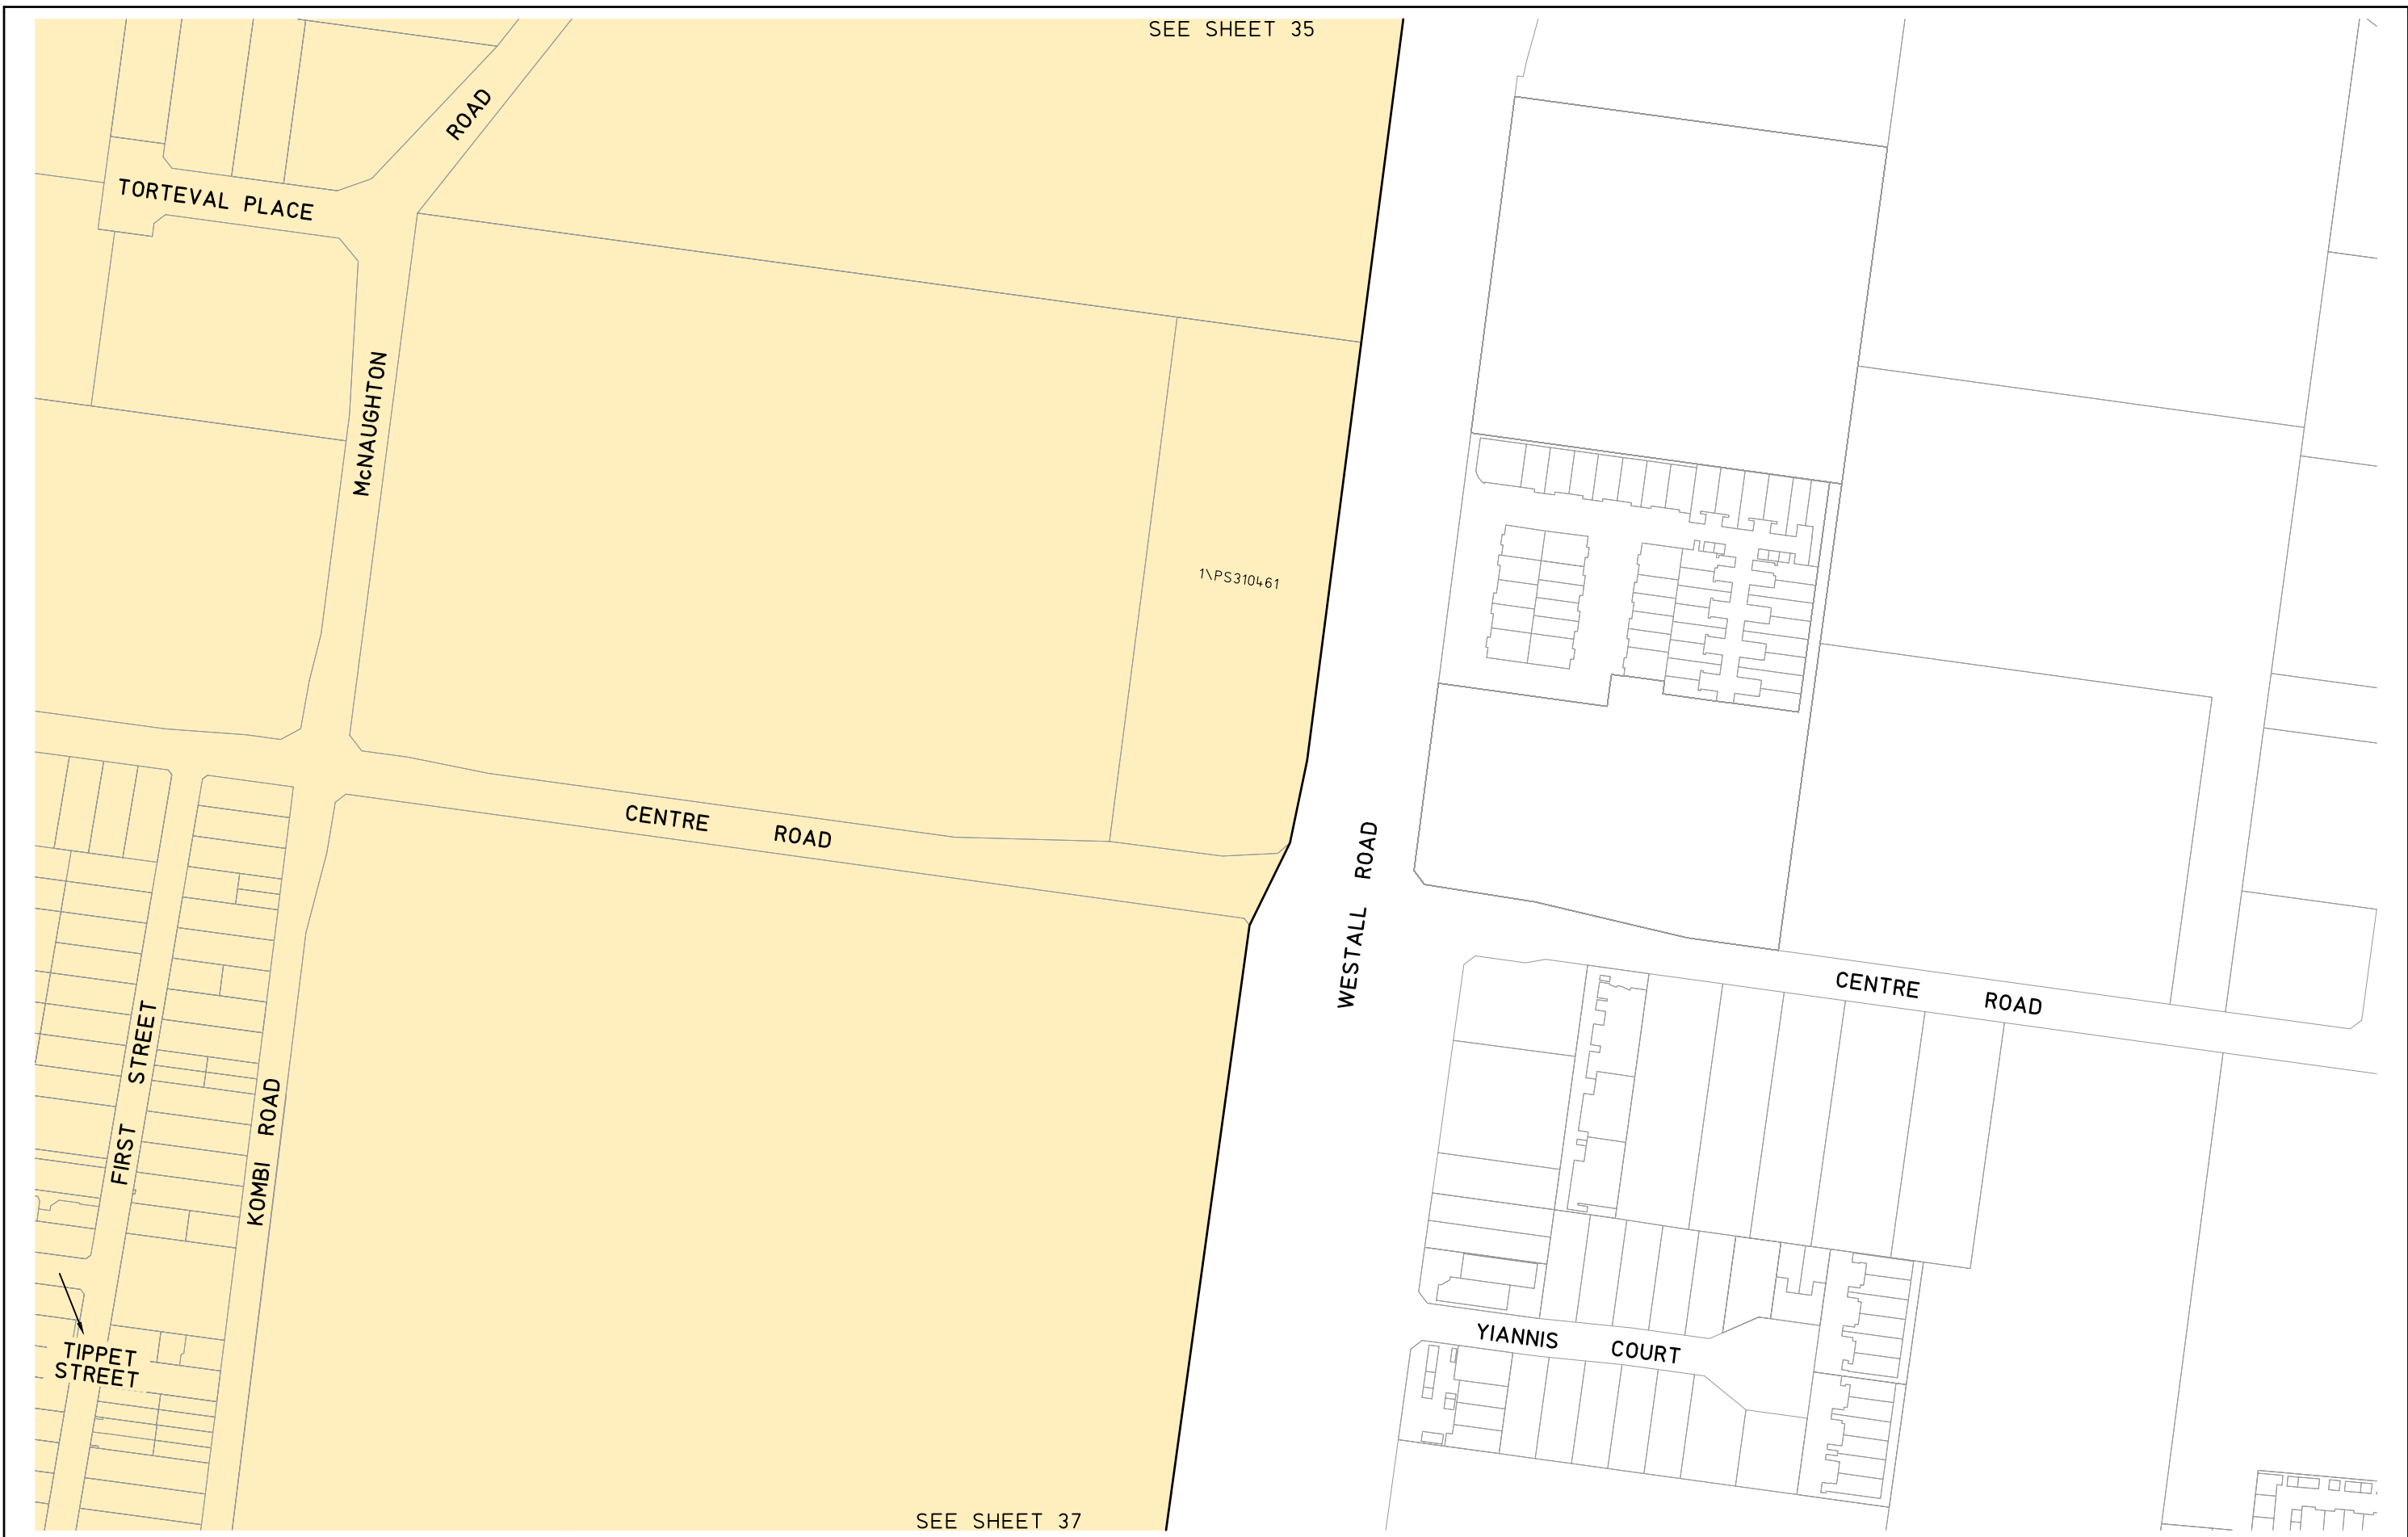 SEE SHEET 35
ROAD
TORTEVAL PLACE
McNAUGHTON
1\PS310461
CENTRE ROAD
WESTALL ROAD
CENTRE ROAD
FIRST STREET
KOMBI ROAD
TIPPET
STREET
YIANNIS COURT
SEE SHEET 37